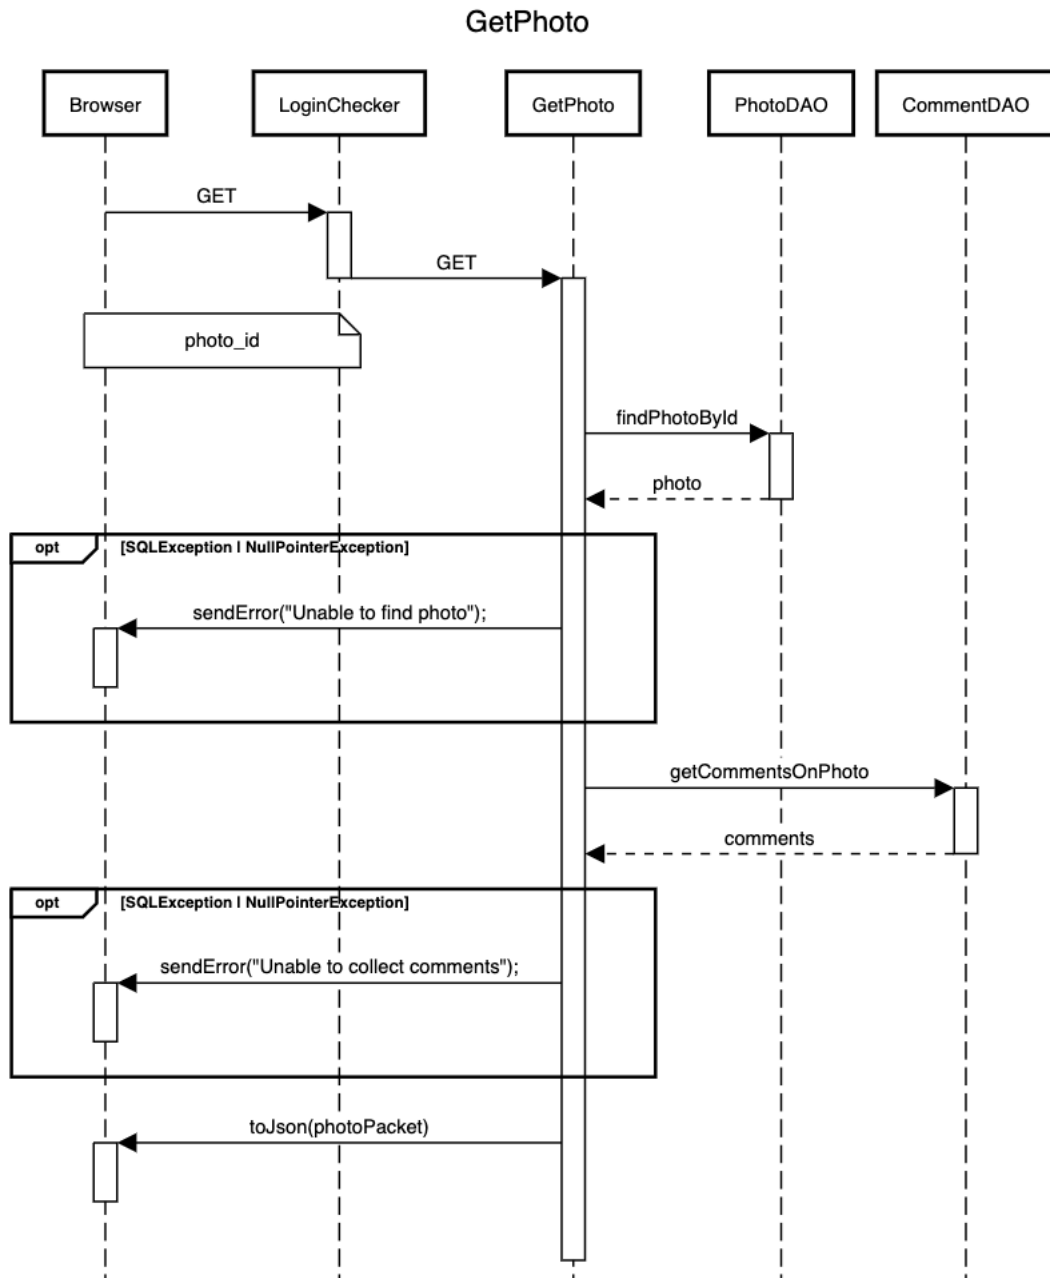 GetPhoto
Browser
LoginChecker
GetPhoto
PhotoDAO
CommentDAO
GET
GET
photo_id
findPhotoById
photo
opt
[SQLException | NullPointerException]
sendError("Unable to find photo");
getCommentsOnPhoto
comments
opt
[SQLException | NullPointerException]
sendError("Unable to collect comments");
toJson(photoPacket)